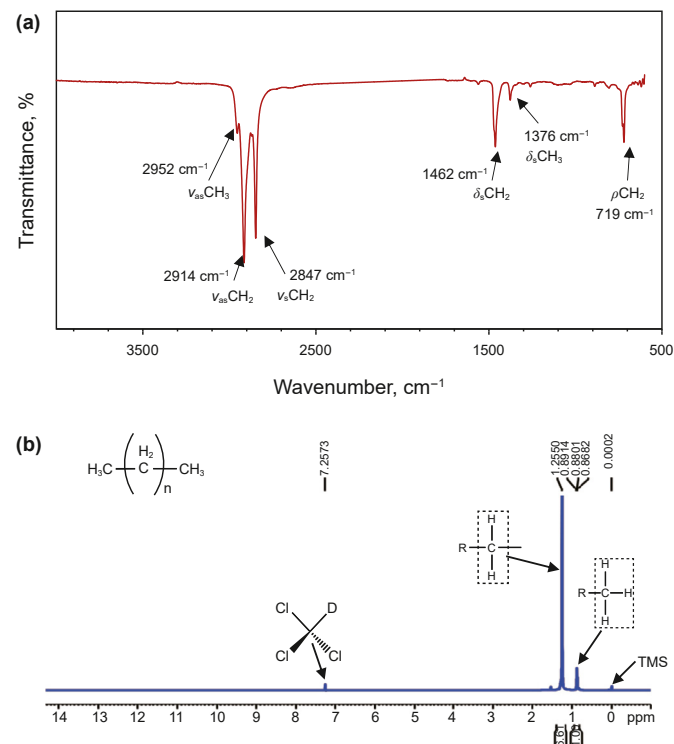 (a)
Transmittance, %
2952 cm⁻¹
νasCH₃
2914 cm⁻¹
νasCH₂
2847 cm⁻¹
νsCH₂
1462 cm⁻¹
δsCH₂
1376 cm⁻¹
δsCH₃
ρCH₂
719 cm⁻¹
3500 2500 1500 500
Wavenumber, cm⁻¹
(b)
H₃C C H₂ n CH₃
7.2573
1.2550
0.8914
0.8801
0.8682
0.0002
R C H H
R C H H H
Cl D
Cl Cl
TMS
14 13 12 11 10 9 8 7 6 5 4 3 2 1 0 ppm